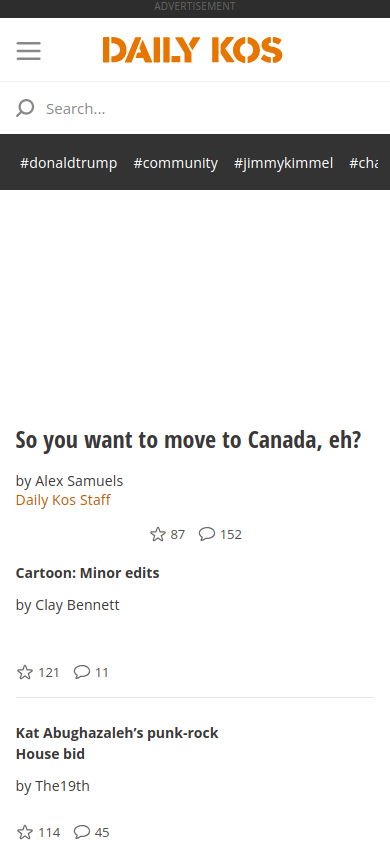 ADVERTISEMENT
DAILY KOS
Search...
#donaldtrump #community #jimmykimmel #cha
So you want to move to Canada, eh?
by Alex Samuels
Daily Kos Staff
87 152
Cartoon: Minor edits
by Clay Bennett
121 11
Kat Abughazaleh’s punk-rock
House bid
by The19th
114 45